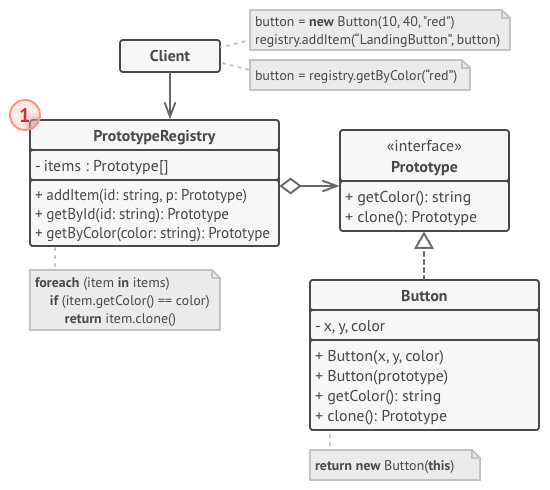 button = new Button(10, 40, "red")
registry.addItem(“LandingButton”, button)
Client
button = registry.getByColor(“red”)
1
PrototypeRegistry
- items : Prototype[]
+ addItem(id: string, p: Prototype)
+ getById(id: string): Prototype
+ getByColor(color: string): Prototype
«interface»
Prototype
+ getColor(): string
+ clone(): Prototype
foreach (item in items)
if (item.getColor() == color)
return item.clone()
Button
- x, y, color
+ Button(x, y, color)
+ Button(prototype)
+ getColor(): string
+ clone(): Prototype
return new Button(this)